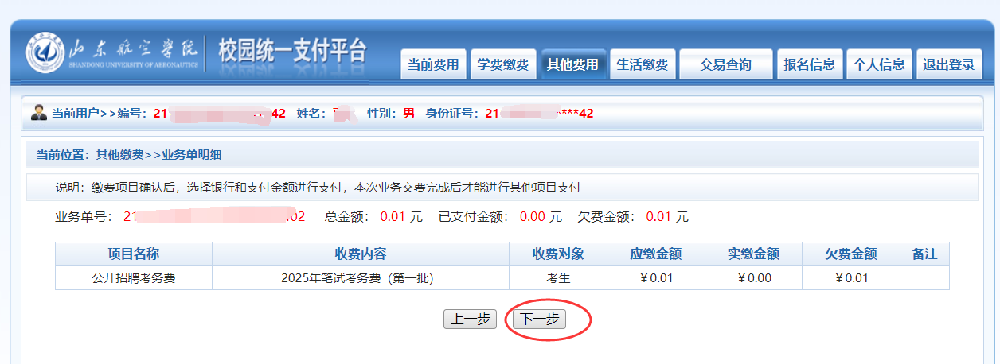 山东航空学院
SHANDONG UNIVERSITY OF AERONAUTICS
校园统一支付平台
当前费用 学费缴费 其他费用 生活缴费 交易查询 报名信息 个人信息 退出登录
当前用户>>编号：21 42 姓名： 性别：男 身份证号：21 ***42
当前位置：其他缴费>>业务单明细
说明：缴费项目确认后，选择银行和支付金额进行支付，本次业务交费完成后才能进行其他项目支付
业务单号：21 02 总金额：0.01 元 已支付金额：0.00 元 欠费金额：0.01 元
项目名称 收费内容 收费对象 应缴金额 实缴金额 欠费金额 备注
公开招聘考务费 2025年笔试考务费（第一批） 考生 ￥0.01 ￥0.00 ￥0.01
上一步 下一步